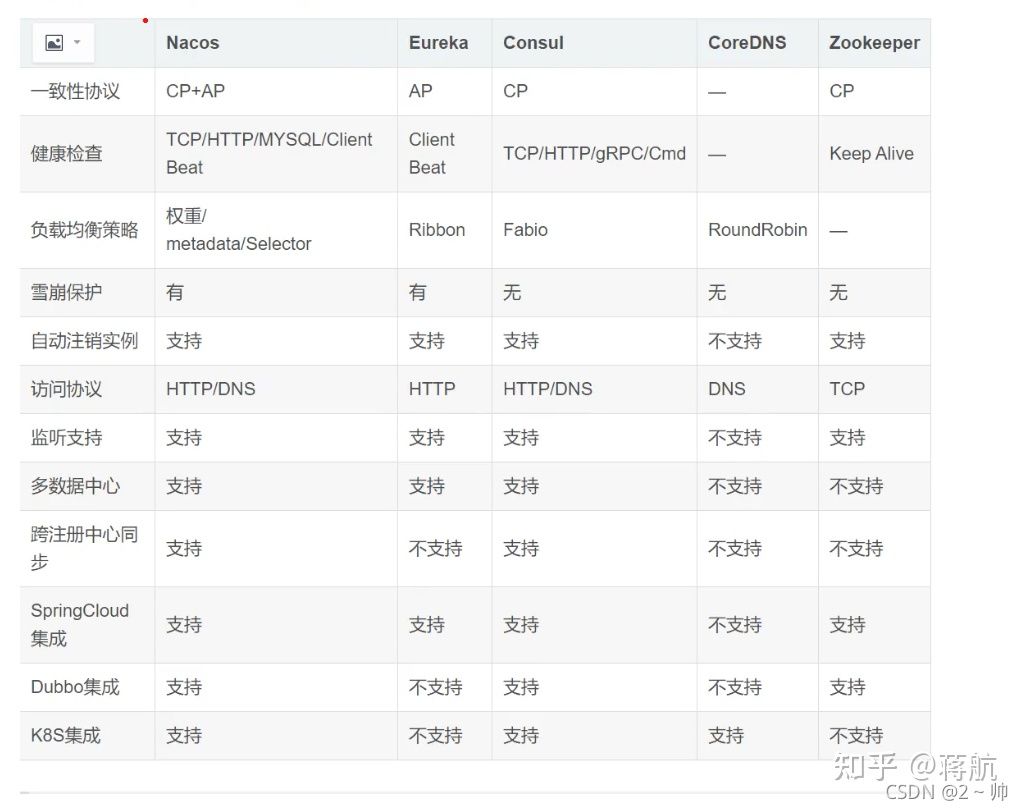 Nacos Eureka Consul CoreDNS Zookeeper
一致性协议 CP+AP AP CP — CP
健康检查 TCP/HTTP/MYSQL/Client Beat Client Beat TCP/HTTP/gRPC/Cmd — Keep Alive
负载均衡策略 权重/metadata/Selector Ribbon Fabio RoundRobin —
雪崩保护 有 有 无 无 无
自动注销实例 支持 支持 支持 不支持 支持
访问协议 HTTP/DNS HTTP HTTP/DNS DNS TCP
监听支持 支持 支持 支持 不支持 支持
多数据中心 支持 支持 支持 不支持 不支持
跨注册中心同步 支持 不支持 支持 不支持 不支持
SpringCloud集成 支持 支持 支持 不支持 支持
Dubbo集成 支持 不支持 支持 不支持 支持
K8S集成 支持 不支持 支持 支持 不支持
知乎 @蒋航
CSDN @2 ~ 帅